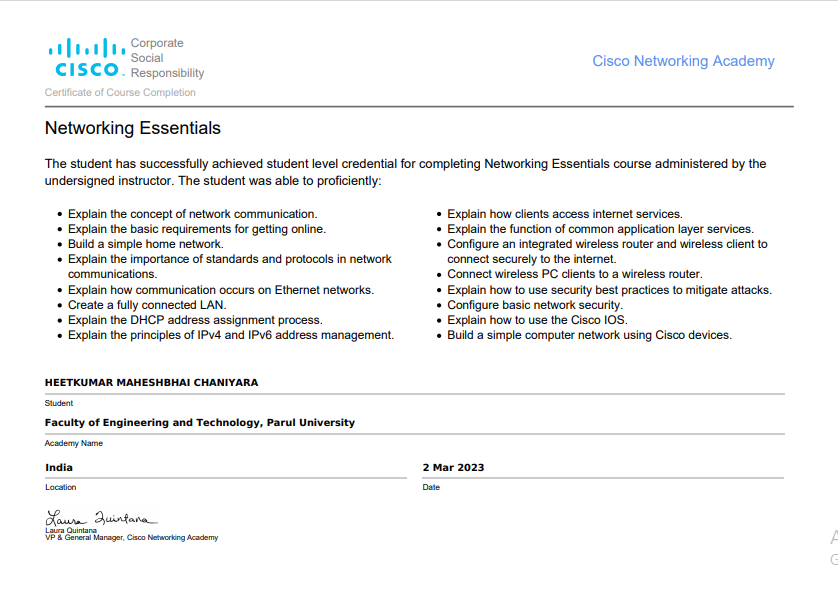 Corporate
Social
Responsibility
CISCO.
Cisco Networking Academy
Certificate of Course Completion
Networking Essentials
The student has successfully achieved student level credential for completing Networking Essentials course administered by the
undersigned instructor. The student was able to proficiently:
• Explain the concept of network communication.
• Explain the basic requirements for getting online.
• Build a simple home network.
• Explain the importance of standards and protocols in network
communications.
• Explain how communication occurs on Ethernet networks.
• Create a fully connected LAN.
• Explain the DHCP address assignment process.
• Explain the principles of IPv4 and IPv6 address management.
• Explain how clients access internet services.
• Explain the function of common application layer services.
• Configure an integrated wireless router and wireless client to
connect securely to the internet.
• Connect wireless PC clients to a wireless router.
• Explain how to use security best practices to mitigate attacks.
• Configure basic network security.
• Explain how to use the Cisco IOS.
• Build a simple computer network using Cisco devices.
HEETKUMAR MAHESHBHAI CHANIYARA
Student
Faculty of Engineering and Technology, Parul University
Academy Name
India
Location
2 Mar 2023
Date
Laura Quintana
Laura Quintana
VP & General Manager, Cisco Networking Academy